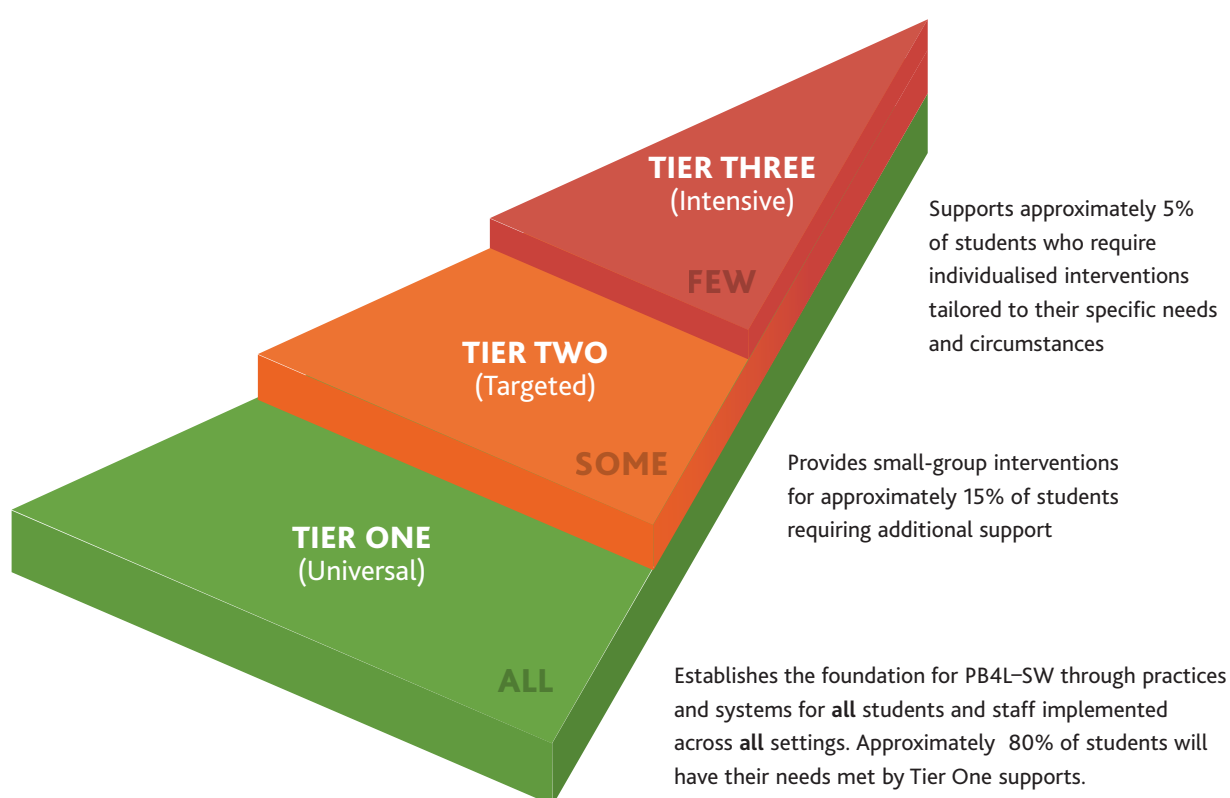 TIER THREE
(Intensive)
FEW
Supports approximately 5%
of students who require
individualised interventions
tailored to their specific needs
and circumstances
TIER TWO
(Targeted)
SOME
Provides small-group interventions
for approximately 15% of students
requiring additional support
TIER ONE
(Universal)
ALL
Establishes the foundation for PB4L–SW through practices
and systems for all students and staff implemented
across all settings. Approximately  80% of students will
have their needs met by Tier One supports.